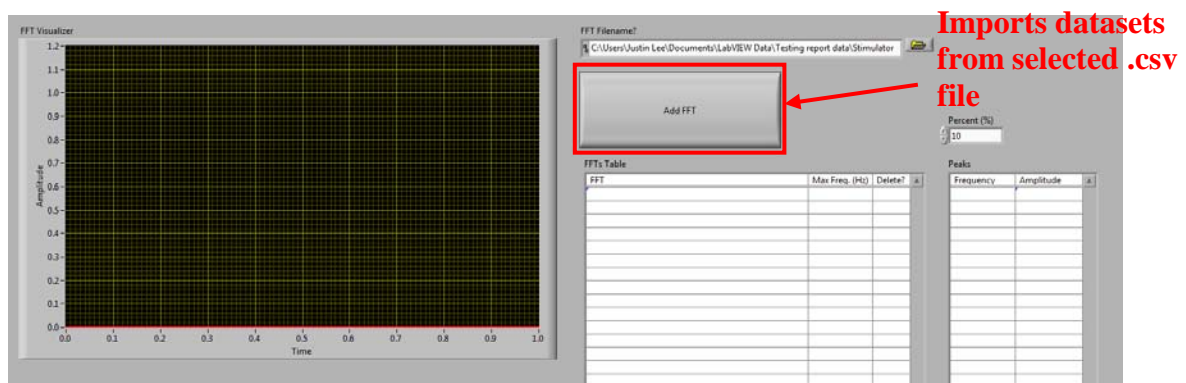 FFT Visualizer
1.2
1.1
1.0
0.9
0.8
0.7
0.6
0.5
0.4
0.3
0.2
0.1
0.0
Amplitude
0.0 0.1 0.2 0.3 0.4 0.5 0.6 0.7 0.8 0.9 1.0
Time
FFT Filename?
C:\Users\Justin Lee\Documents\LabVIEW Data\Testing report data\Stimulator
Add FFT
Imports datasets
from selected .csv
file
Percent (%)
10
FFTs Table
FFT Max Freq. (Hz) Delete?
Peaks
Frequency Amplitude